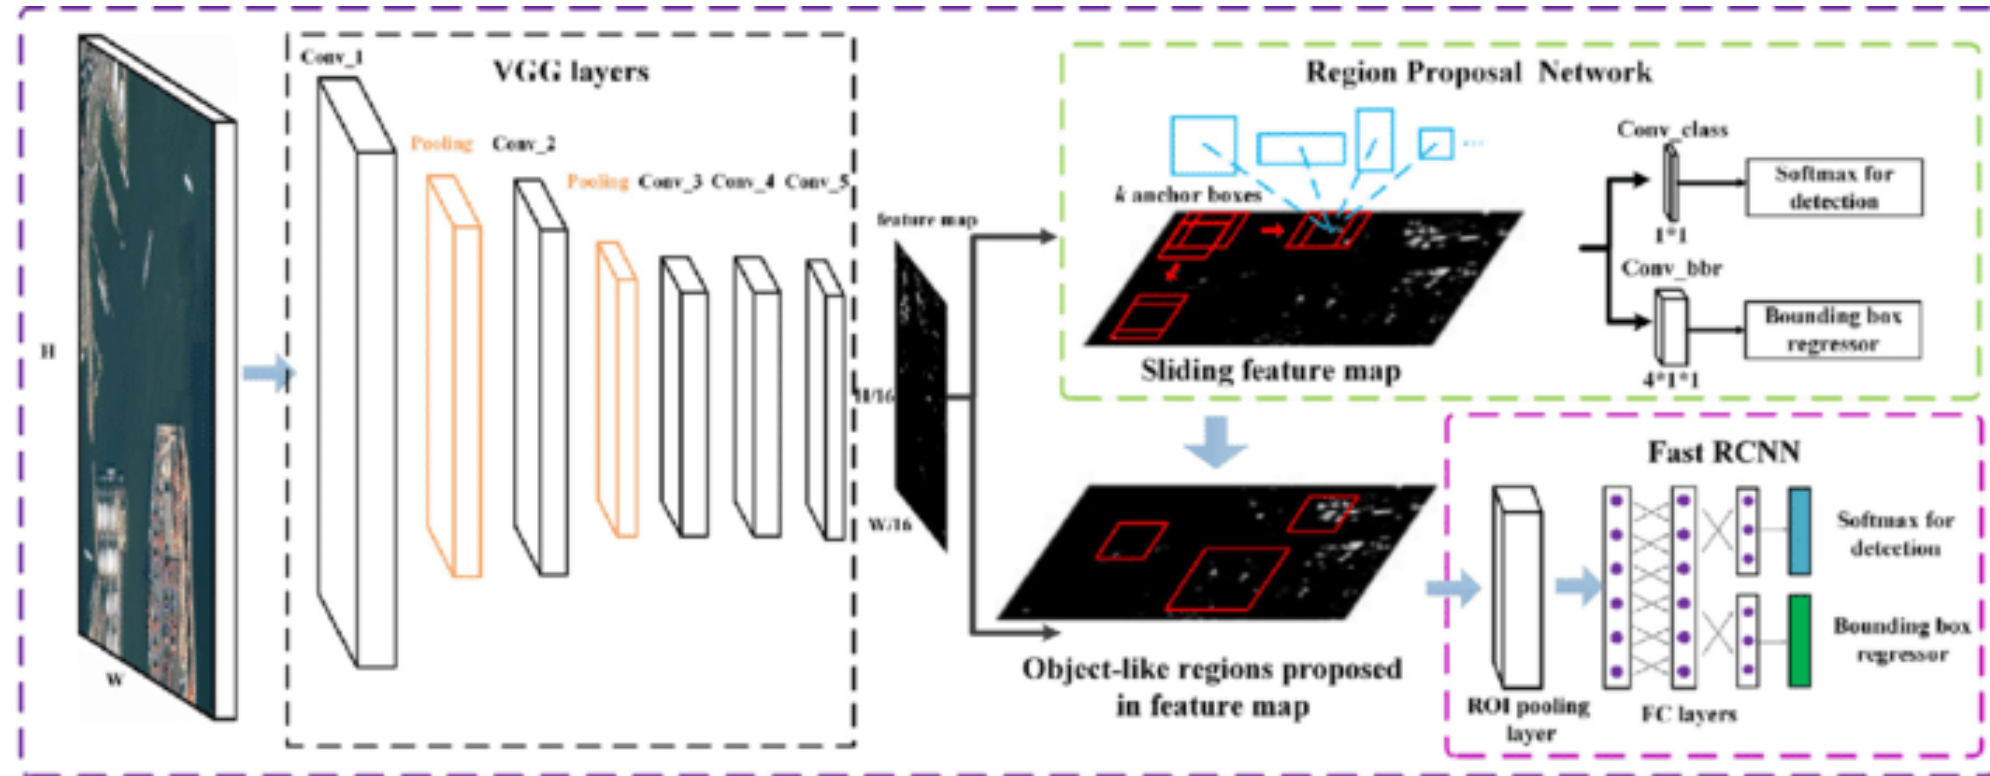 Conv_1
VGG layers
Pooling
Conv_2
Pooling
Conv_3
Conv_4
Conv_5
H
W
feature map
H/16
W/16
Region Proposal Network
k anchor boxes
...
Sliding feature map
Conv_class
1*1
Softmax for
detection
Conv_bbr
4*1*1
Bounding box
regressor
Object-like regions proposed
in feature map
Fast RCNN
ROI pooling
layer
FC layers
Softmax for
detection
Bounding box
regressor